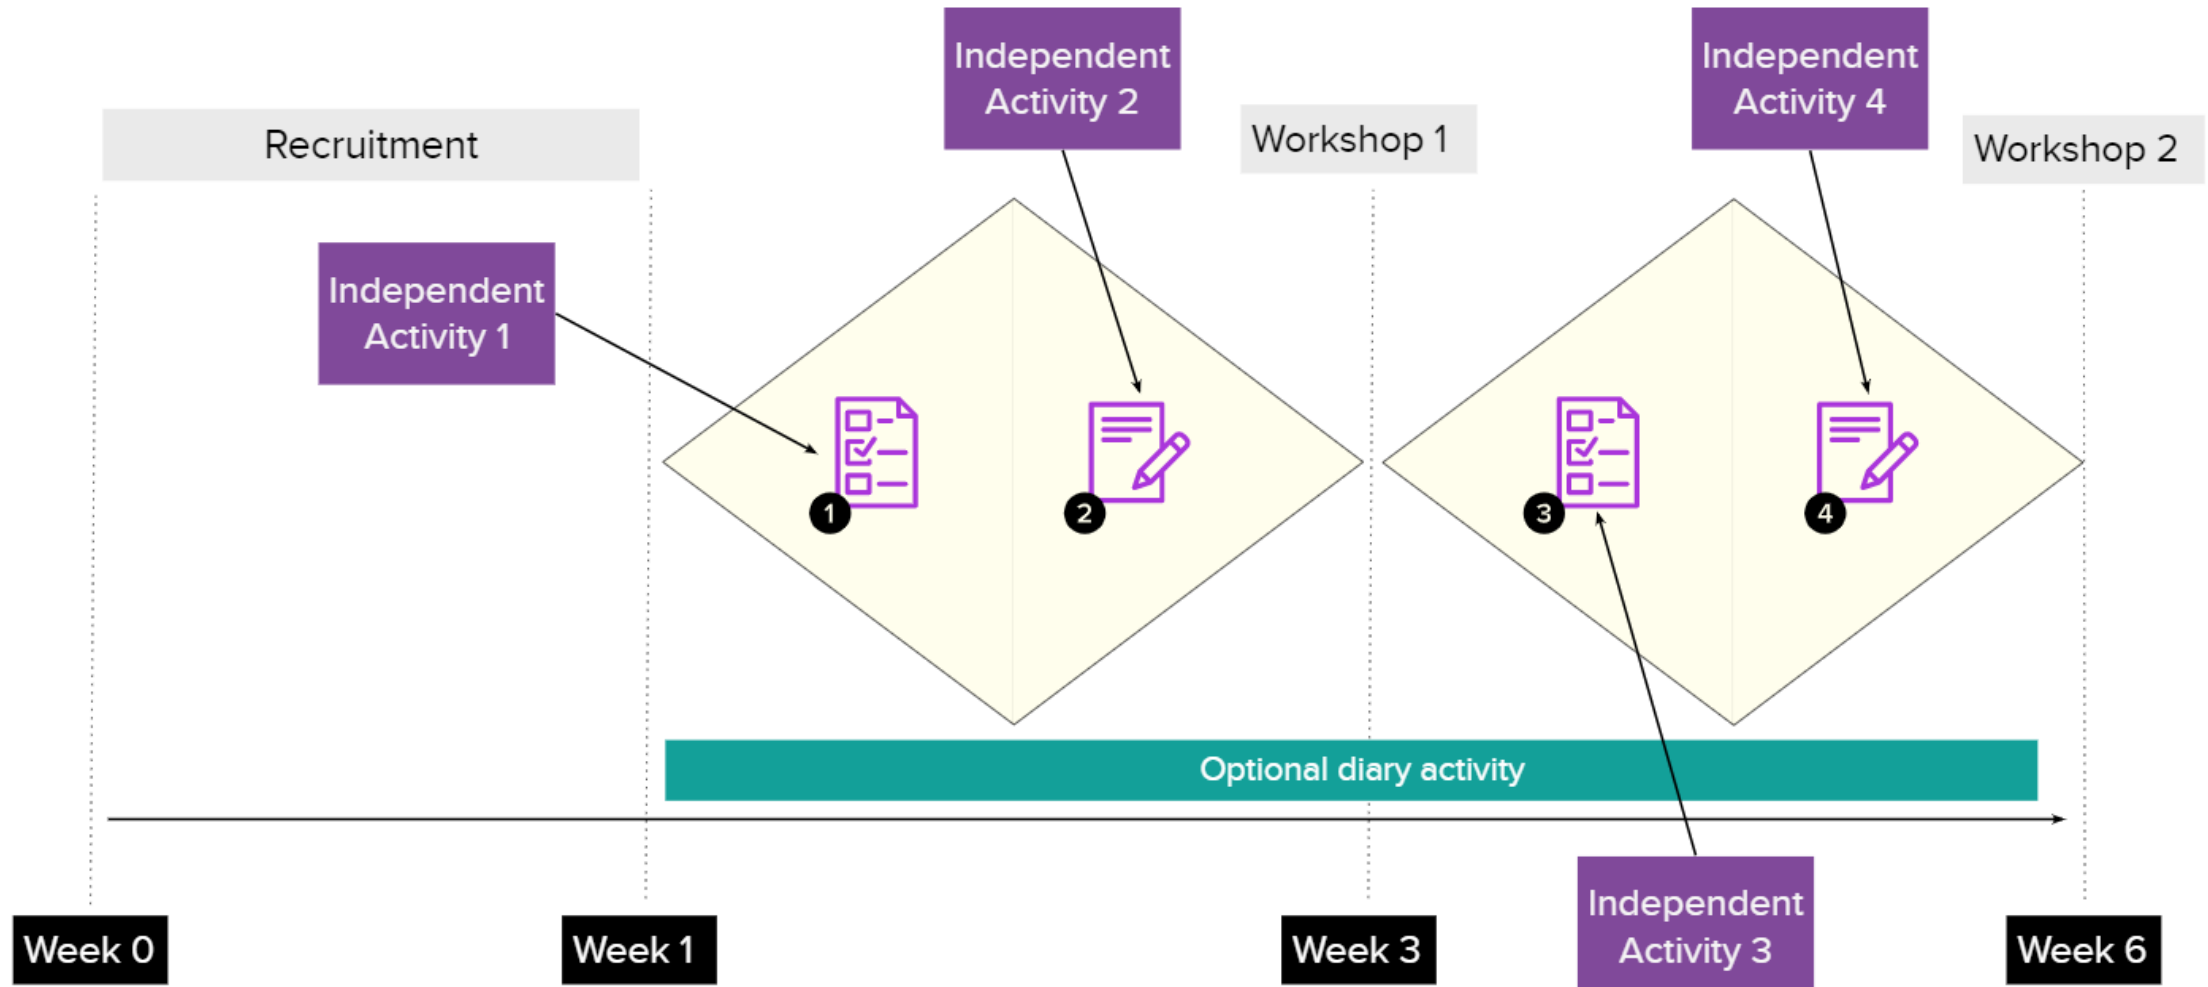 Independent
Activity 2
Independent
Activity 4
Recruitment
Workshop 1
Workshop 2
Independent
Activity 1
1
2
3
4
Optional diary activity
Independent
Activity 3
Week 0
Week 1
Week 3
Week 6